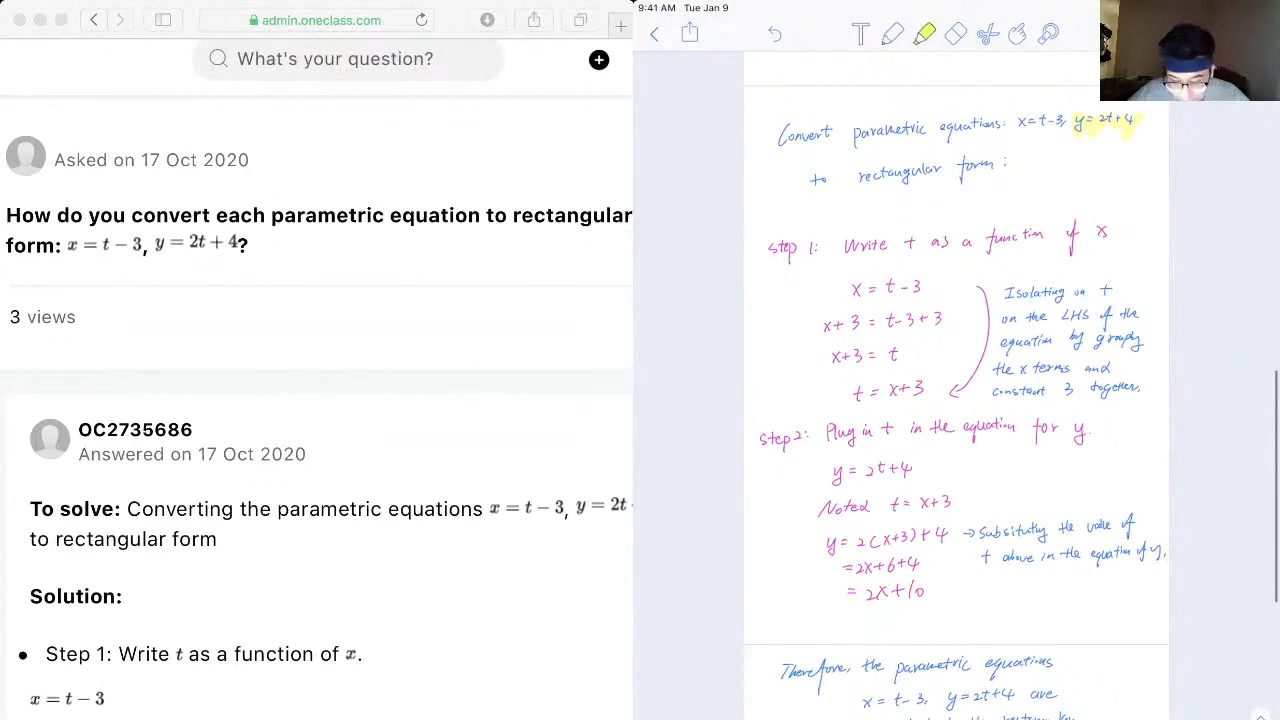 admin.oneclass.com
What's your question?
Asked on 17 Oct 2020
How do you convert each parametric equation to rectangular
form: x = t − 3, y = 2t + 4?
3 views
OC2735686
Answered on 17 Oct 2020
To solve: Converting the parametric equations x = t − 3, y = 2t
to rectangular form
Solution:
Step 1: Write t as a function of x.
x = t − 3
9:41 AM Tue Jan 9
Convert parametric equations: x = t-3, y = 2t+4
to rectangular form:
Step 1: Write t as a function of x
x = t-3
x+3 = t-3+3
x+3 = t
t = x+3
Isolating on t
on the LHS of the
equation by
the x terms and
constant 3 together.
Step 2: Plug in t in the equation for y.
y = 2t+4
Noted t = x+3
y = 2(x+3)+4
= 2x+6+4
= 2x+10
→ the value of
t above in the equation of y.
Therefore, the parametric equations
x = t-3, y = 2t+4 are